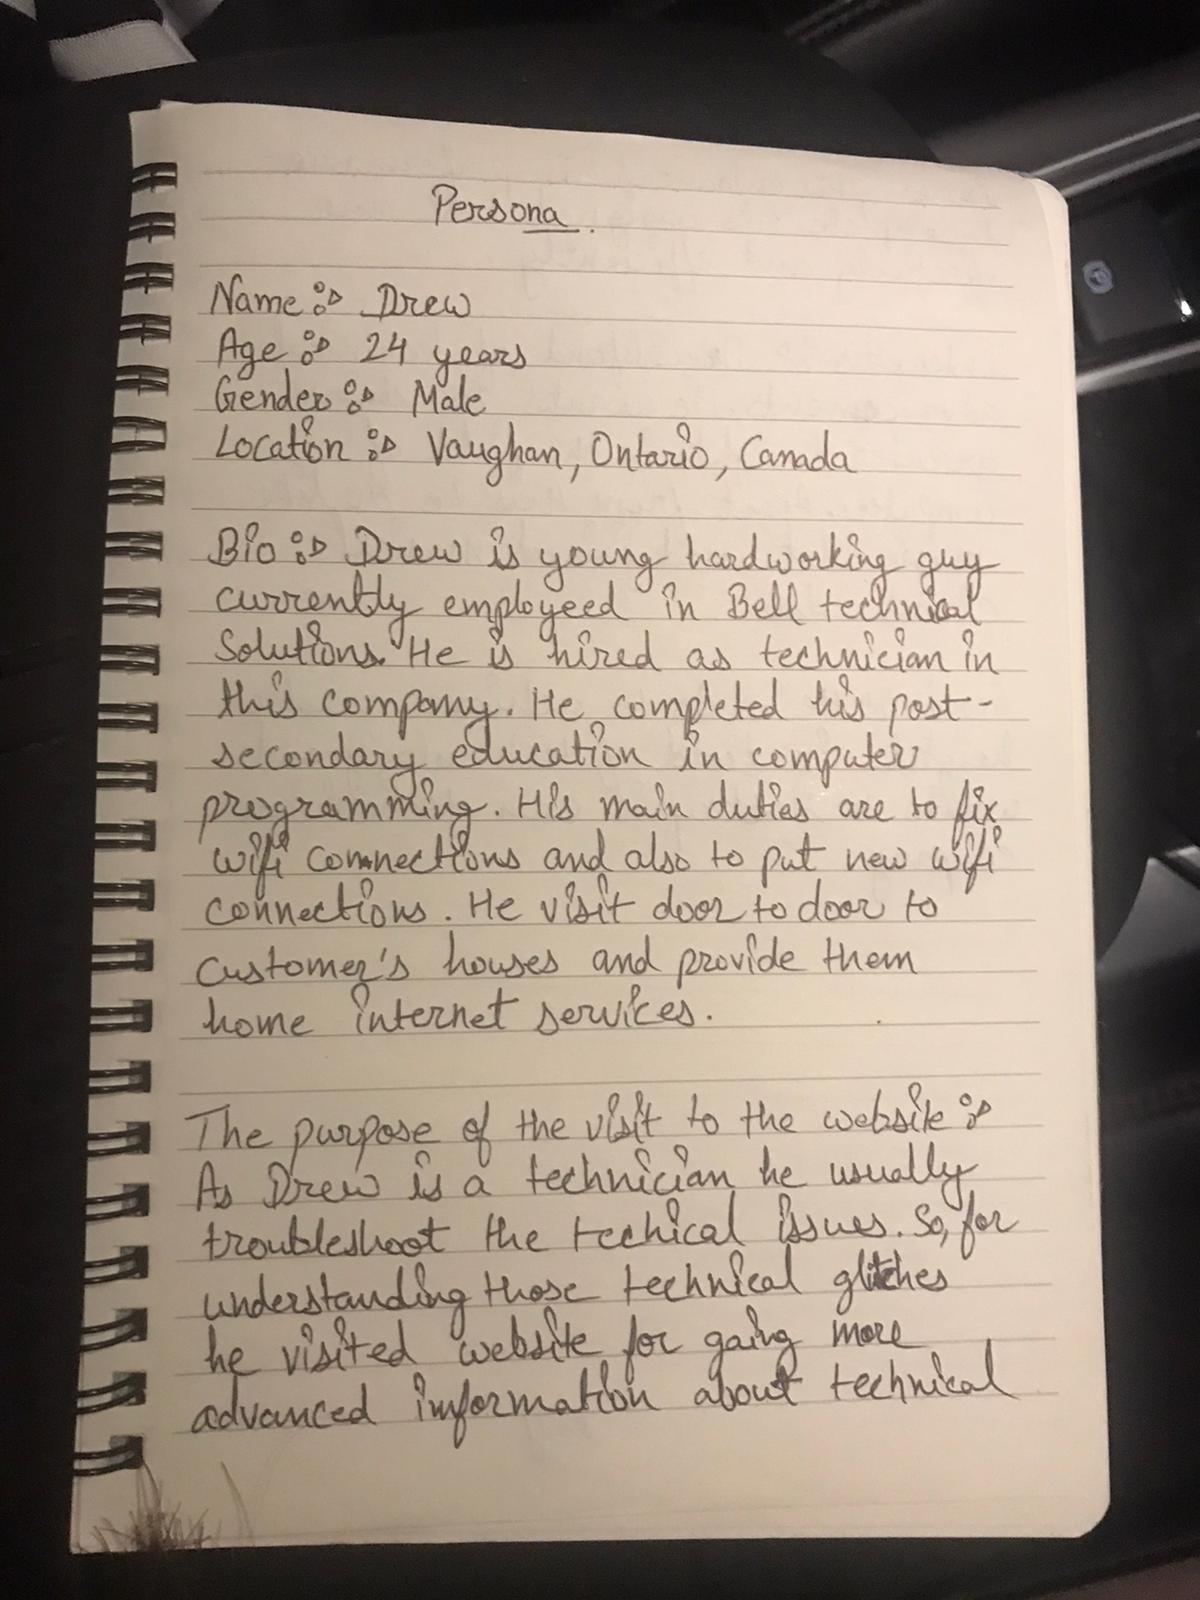 Persona.
Name :- Drew
Age :- 24 years
Gender :- Male
Location :- Vaughan, Ontario, Canada
Bio :- Drew is young hardworking guy
currently employeed in Bell technical
Solutions. He is hired as technician in
this company. He completed his post-
secondary education in computer
programming. His main duties are to fix
wifi connections and also to put new wifi
connections. He visit door to door to
customer's houses and provide them
home internet services.
The purpose of the visit to the website :-
As Drew is a technician he usually
troubleshoot the techical issues. So, for
understanding those technical glitches
he visited website for gaing more
advanced information about technical